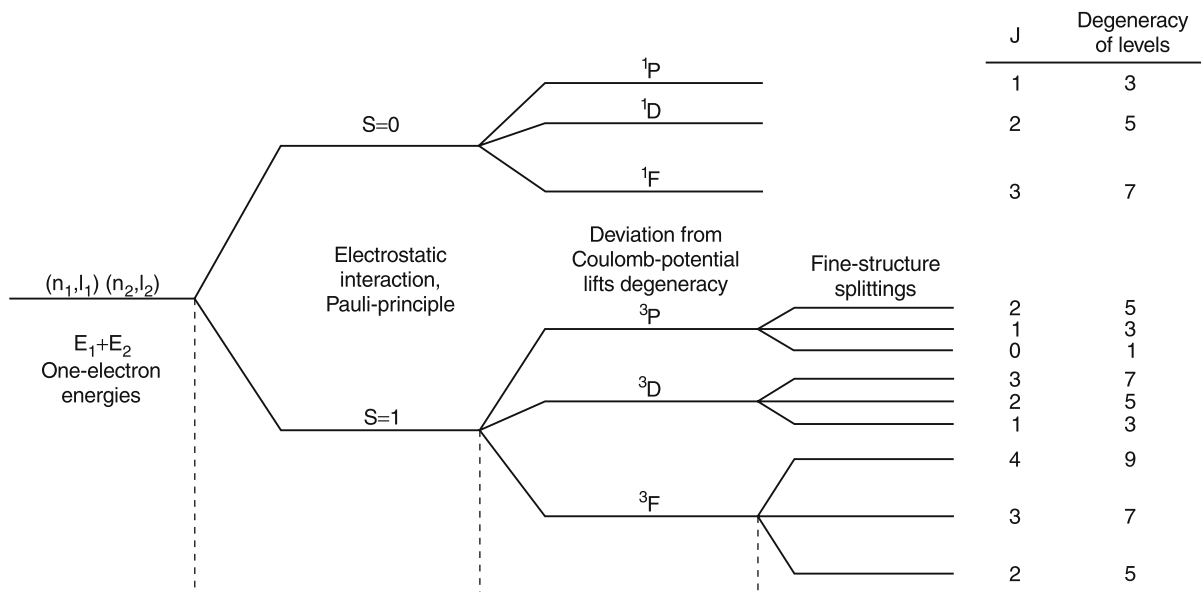 J Degeneracy of levels
¹P 1 3
¹D 2 5
S=0
¹F 3 7
Electrostatic
interaction,
Pauli-principle
Deviation from
Coulomb-potential
lifts degeneracy
Fine-structure
splittings
(n₁,l₁) (n₂,l₂)
E₁+E₂
One-electron
energies
³P
2 5
1 3
0 1
³D
3 7
2 5
1 3
S=1
4 9
³F
3 7
2 5